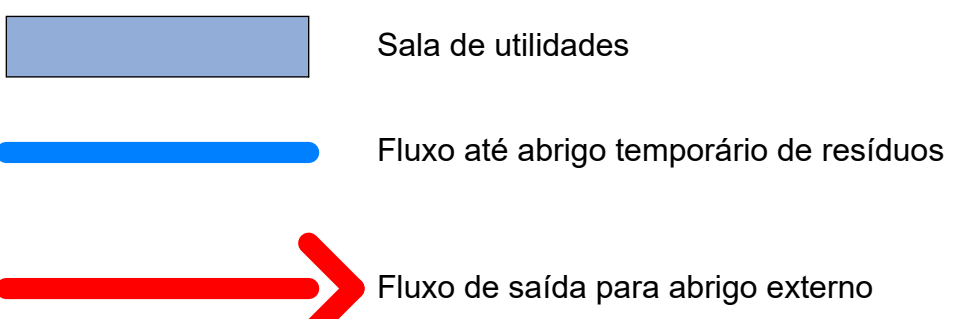 Sala de utilidades
Fluxo até abrigo temporário de resíduos
Fluxo de saída para abrigo externo